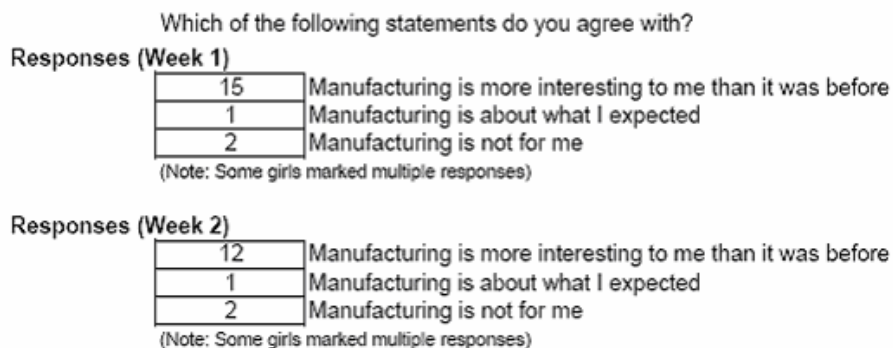 Which of the following statements do you agree with?
Responses (Week 1)
15 Manufacturing is more interesting to me than it was before
1 Manufacturing is about what I expected
2 Manufacturing is not for me
(Note: Some girls marked multiple responses)
Responses (Week 2)
12 Manufacturing is more interesting to me than it was before
1 Manufacturing is about what I expected
2 Manufacturing is not for me
(Note: Some girls marked multiple responses)